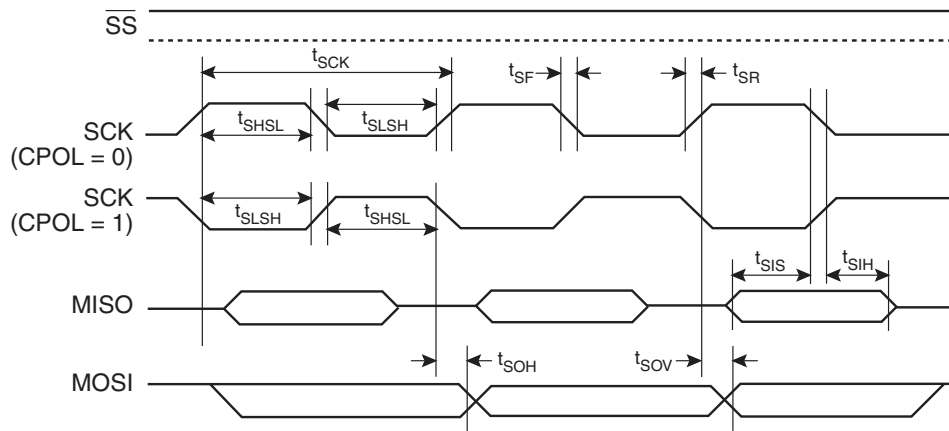 SS
tSCK
tSF
tSR
tSHSL
tSLSH
SCK
(CPOL = 0)
SCK
(CPOL = 1)
tSLSH
tSHSL
tSIS
tSIH
MISO
tSOH
tSOV
MOSI